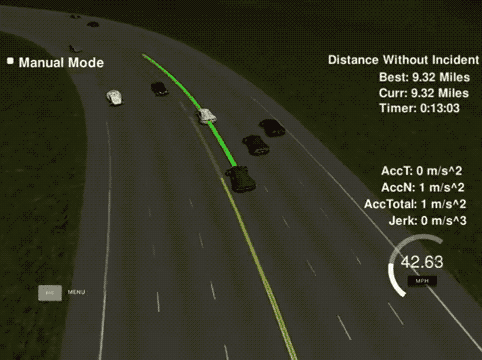 Manual Mode
Distance Without Incident
Best: 9.32 Miles
Curr: 9.32 Miles
Timer: 0:13:03
AccT: 0 m/s^2
AccN: 1 m/s^2
AccTotal: 1 m/s^2
Jerk: 0 m/s^3
42.63
MPH
MENU